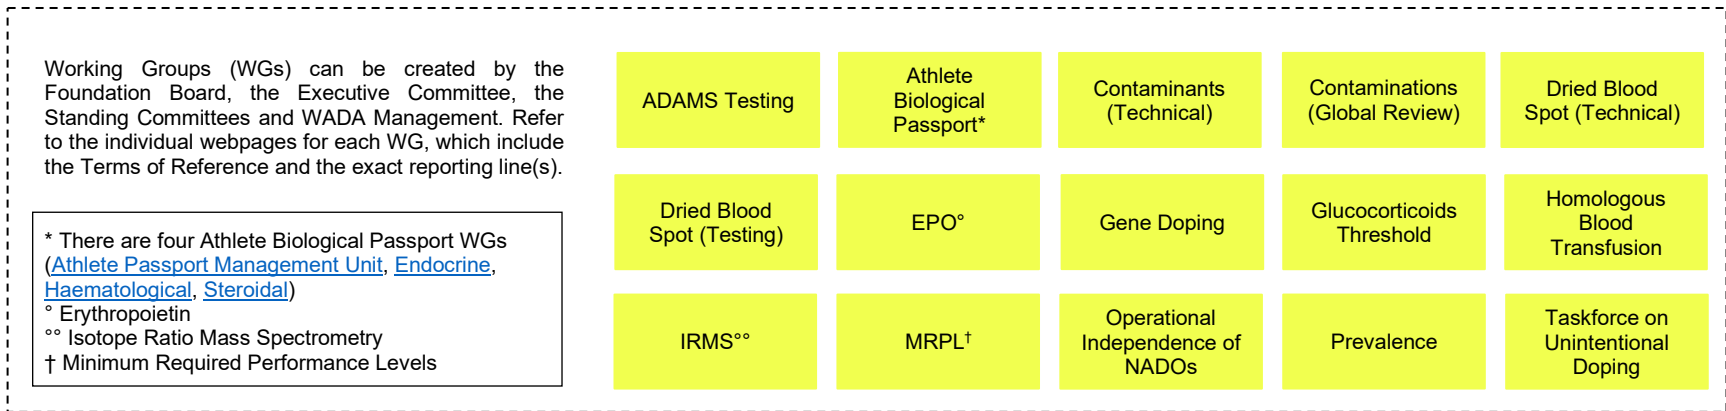 Working Groups (WGs) can be created by the
Foundation Board, the Executive Committee, the
Standing Committees and WADA Management. Refer
to the individual webpages for each WG, which include
the Terms of Reference and the exact reporting line(s).
* There are four Athlete Biological Passport WGs
(Athlete Passport Management Unit, Endocrine,
Haematological, Steroidal)
° Erythropoietin
°° Isotope Ratio Mass Spectrometry
† Minimum Required Performance Levels
ADAMS Testing
Athlete
Biological
Passport*
Contaminants
(Technical)
Contaminations
(Global Review)
Dried Blood
Spot (Technical)
Dried Blood
Spot (Testing)
EPO°
Gene Doping
Glucocorticoids
Threshold
Homologous
Blood
Transfusion
IRMS°°
MRPL†
Operational
Independence of
NADOs
Prevalence
Taskforce on
Unintentional
Doping